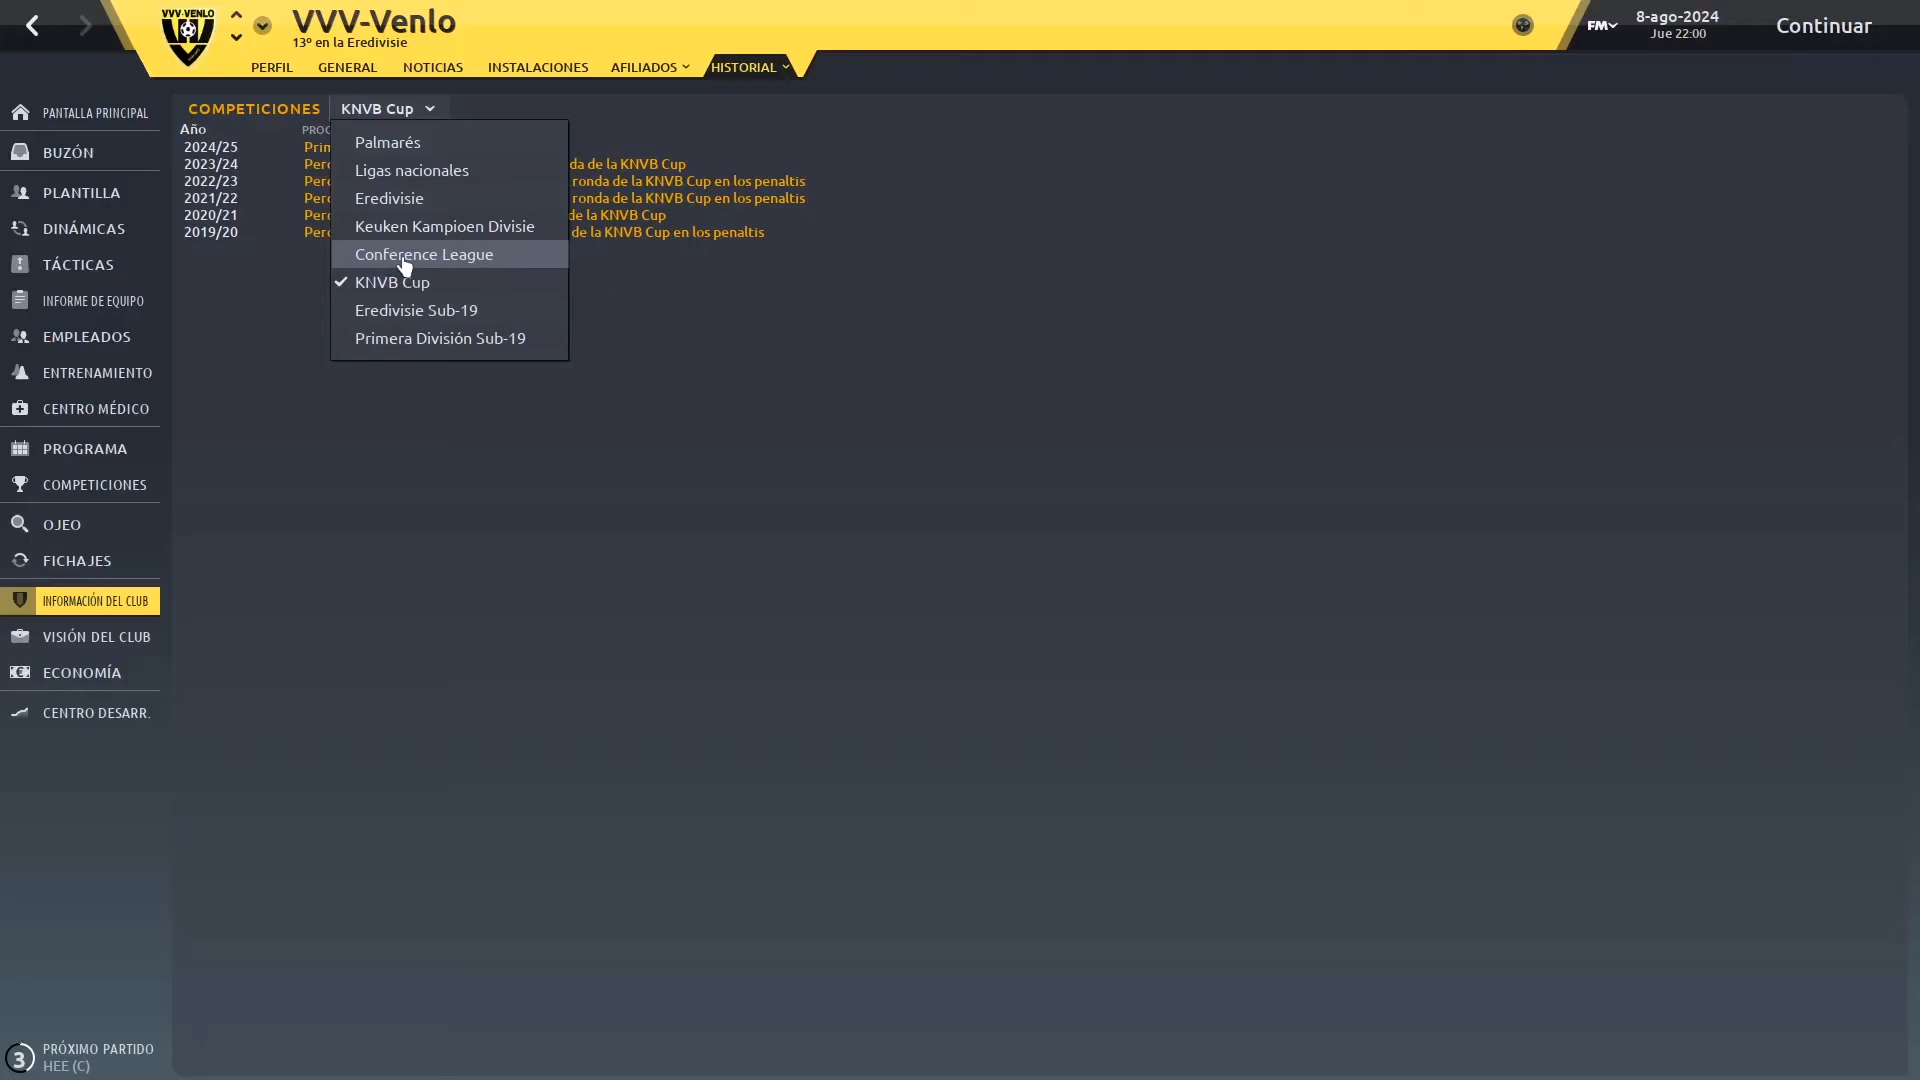 VVV-VENLO
VVV-Venlo
13º en la Eredivisie
FM
8-ago-2024
Jue 22:00
Continuar
PERFIL
GENERAL
NOTICIAS
INSTALACIONES
AFILIADOS
HISTORIAL
PANTALLA PRINCIPAL
BUZÓN
PLANTILLA
DINÁMICAS
TÁCTICAS
INFORME DE EQUIPO
EMPLEADOS
ENTRENAMIENTO
CENTRO MÉDICO
PROGRAMA
COMPETICIONES
OJEO
FICHAJES
INFORMACIÓN DEL CLUB
VISIÓN DEL CLUB
ECONOMÍA
CENTRO DESARR.
3
PRÓXIMO PARTIDO
HEE (C)
COMPETICIONES
KNVB Cup
Año
PROG
2024/25
Prim
2023/24
da de la KNVB Cup
2022/23
ronda de la KNVB Cup en los penaltis
2021/22
ronda de la KNVB Cup en los penaltis
2020/21
de la KNVB Cup
2019/20
de la KNVB Cup en los penaltis
Palmarés
Ligas nacionales
Eredivisie
Keuken Kampioen Divisie
Conference League
KNVB Cup
Eredivisie Sub-19
Primera División Sub-19